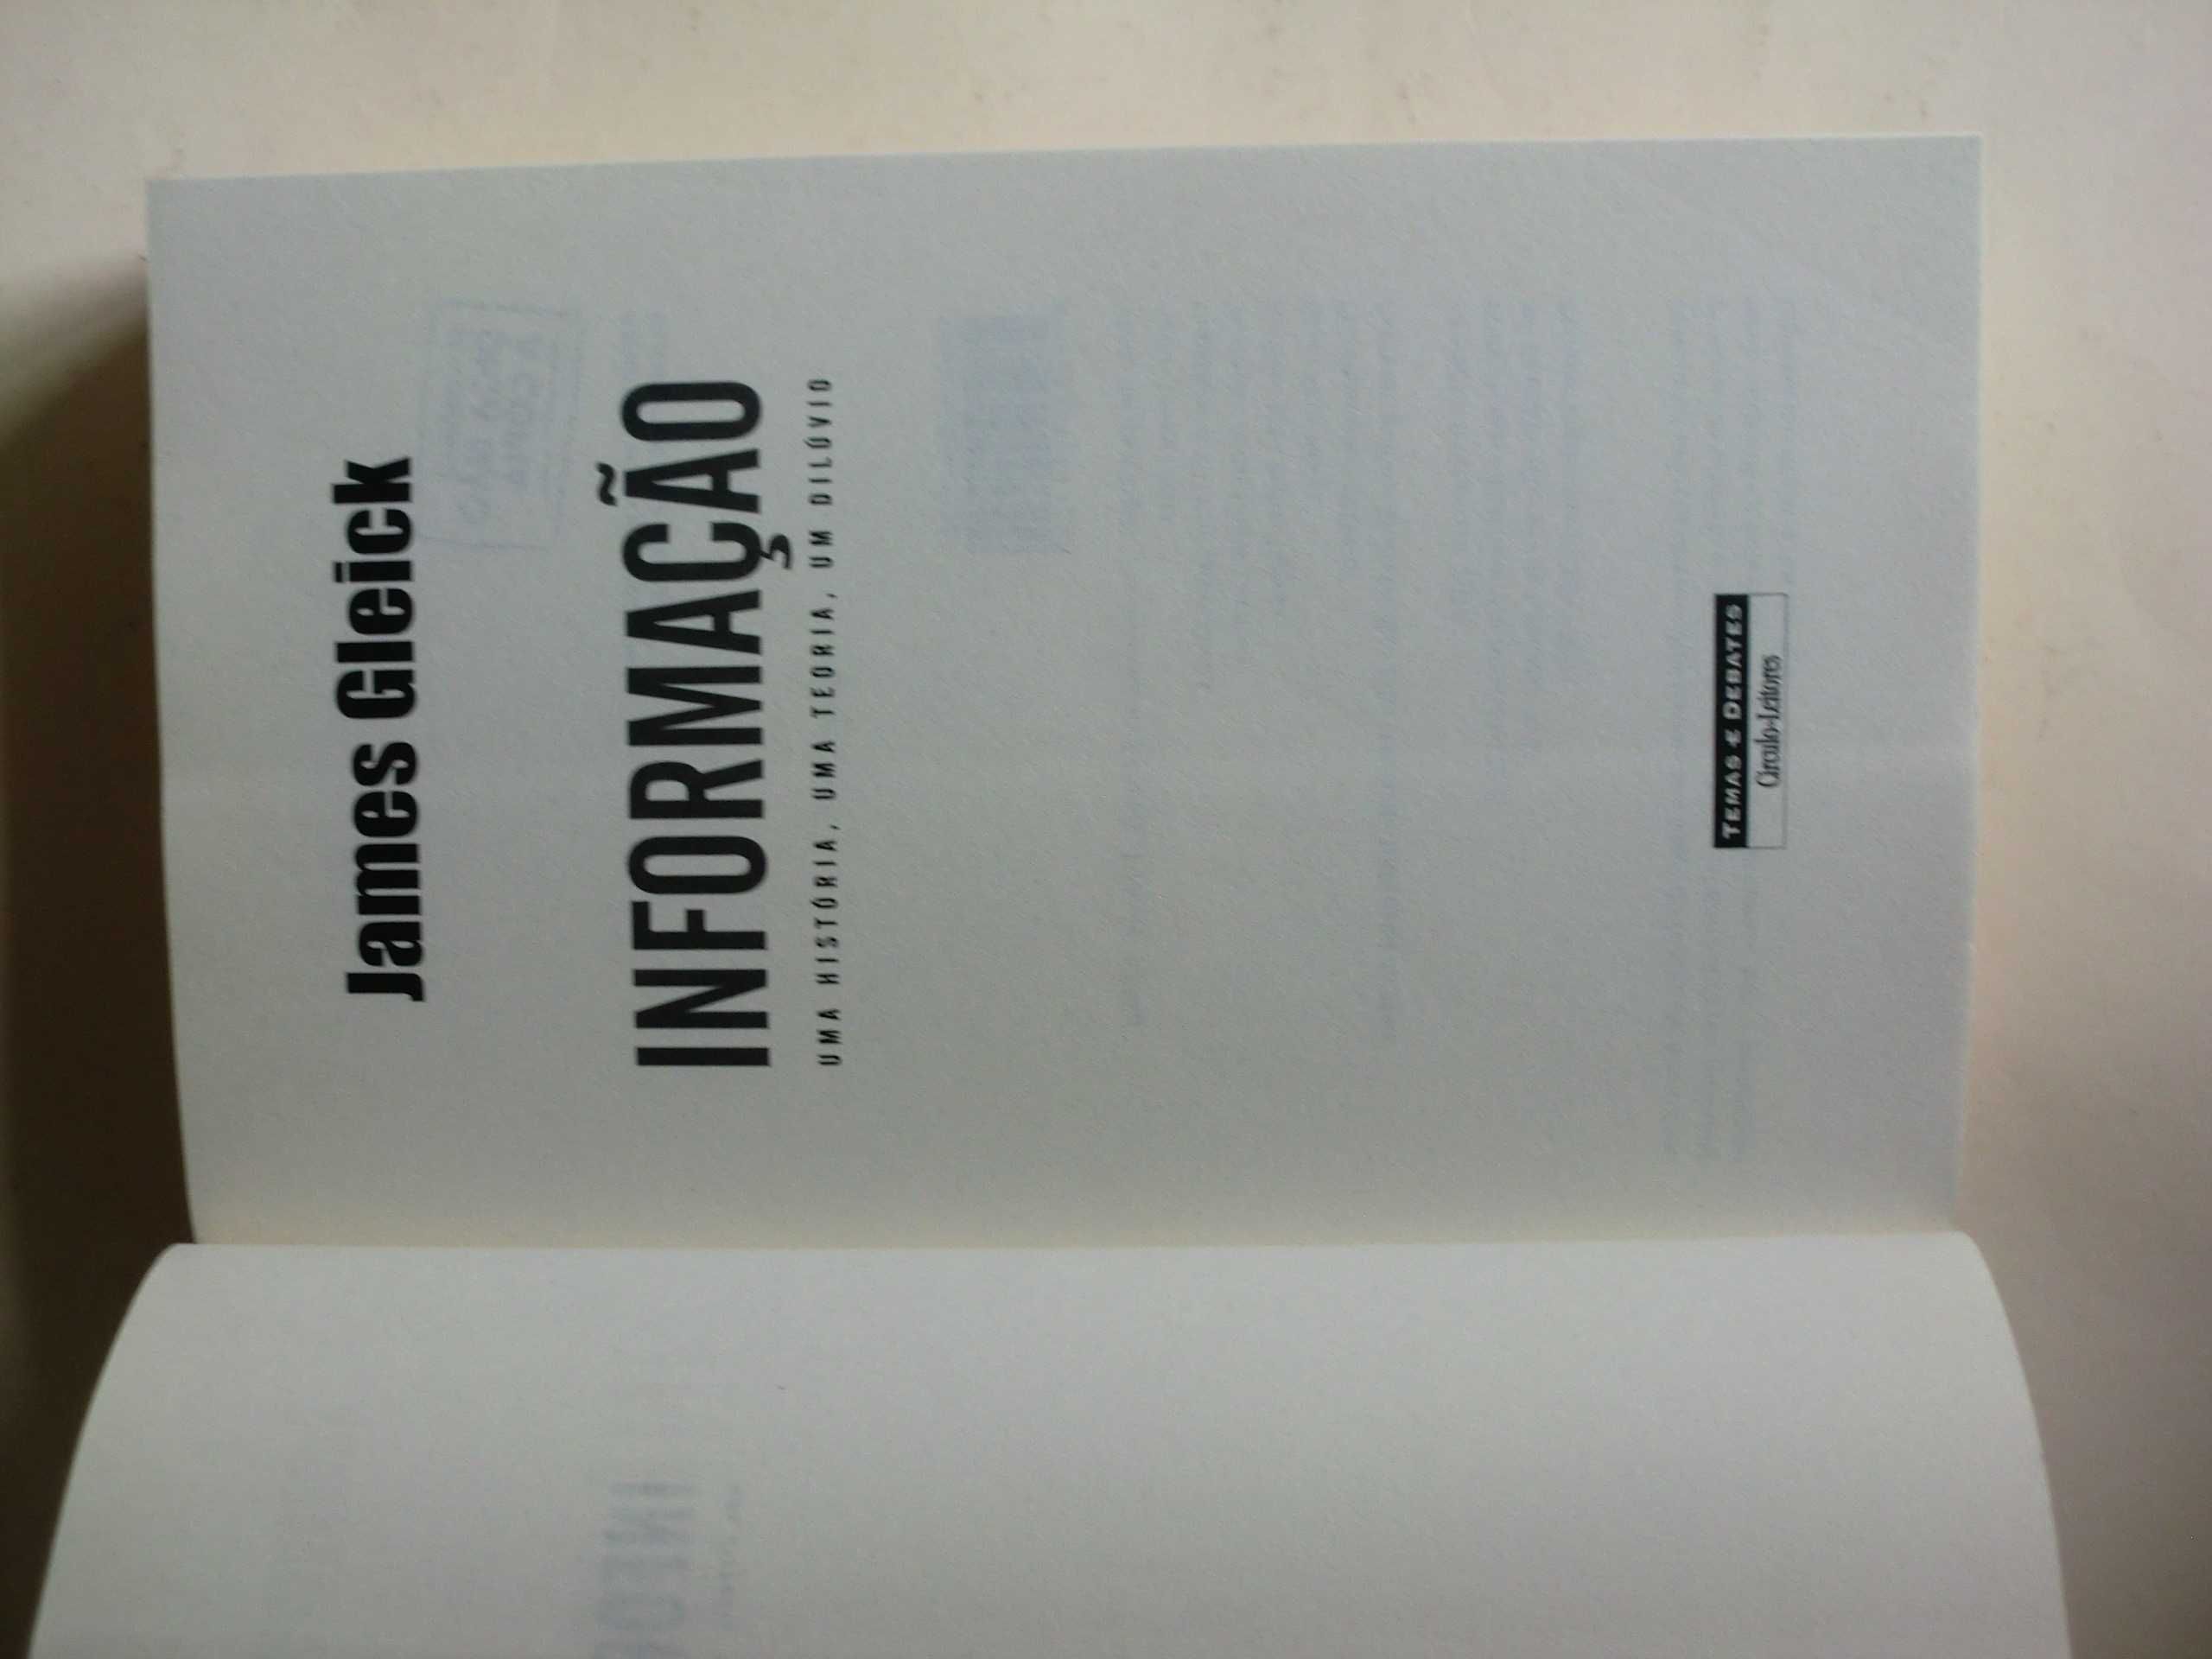 James Gleick
INFORMAÇÃO
UMA HISTÓRIA, UMA TEORIA, UM DILÚVIO
TEMAS e DEBATES
Círculo-Leitores